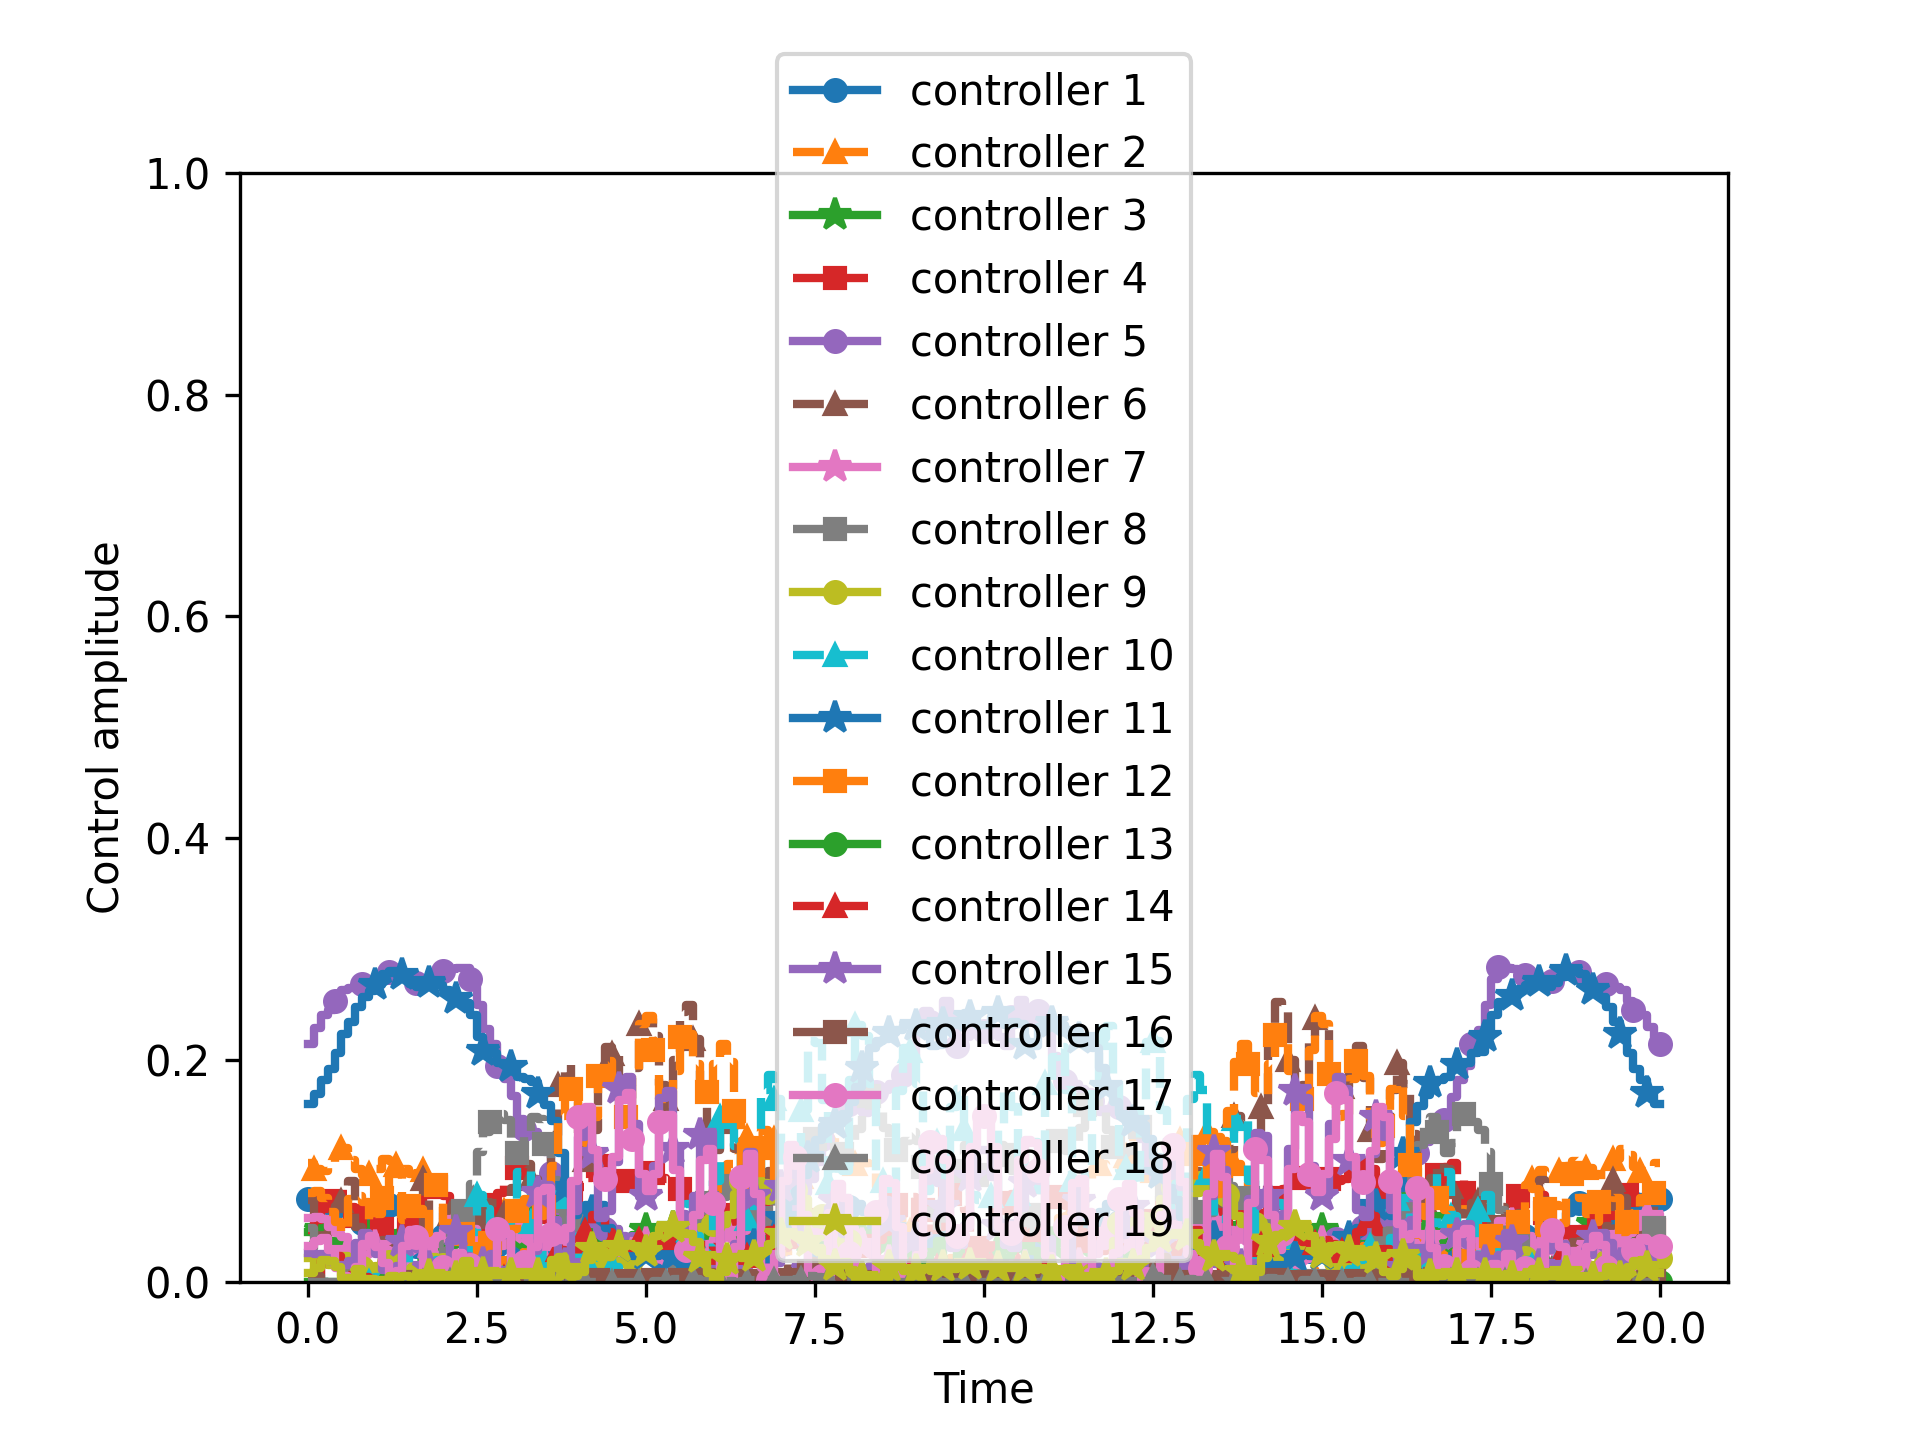 controller 1
controller 2
controller 3
controller 4
controller 5
controller 6
controller 7
controller 8
controller 9
controller 10
controller 11
controller 12
controller 13
controller 14
controller 15
controller 16
controller 17
controller 18
controller 19
1.0
0.8
0.6
0.4
0.2
0.0
Control amplitude
0.0 2.5 5.0 7.5 10.0 12.5 15.0 17.5 20.0
Time